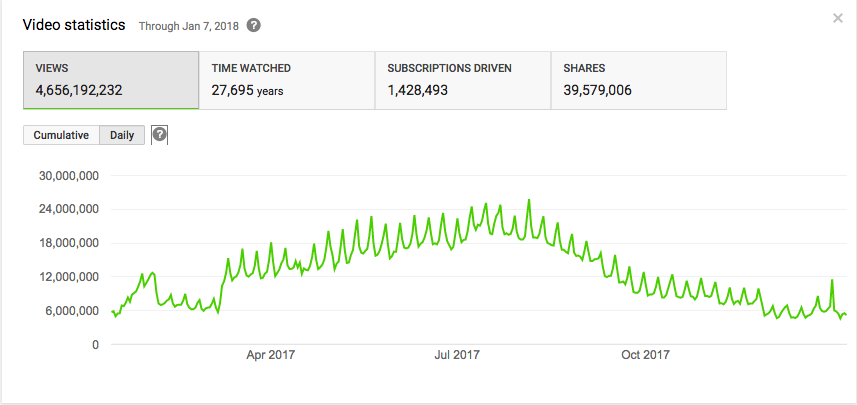 Video statistics Through Jan 7, 2018 ?
×
VIEWS
4,656,192,232
TIME WATCHED
27,695 years
SUBSCRIPTIONS DRIVEN
1,428,493
SHARES
39,579,006
Cumulative Daily ?
30,000,000
24,000,000
18,000,000
12,000,000
6,000,000
0
Apr 2017 Jul 2017 Oct 2017